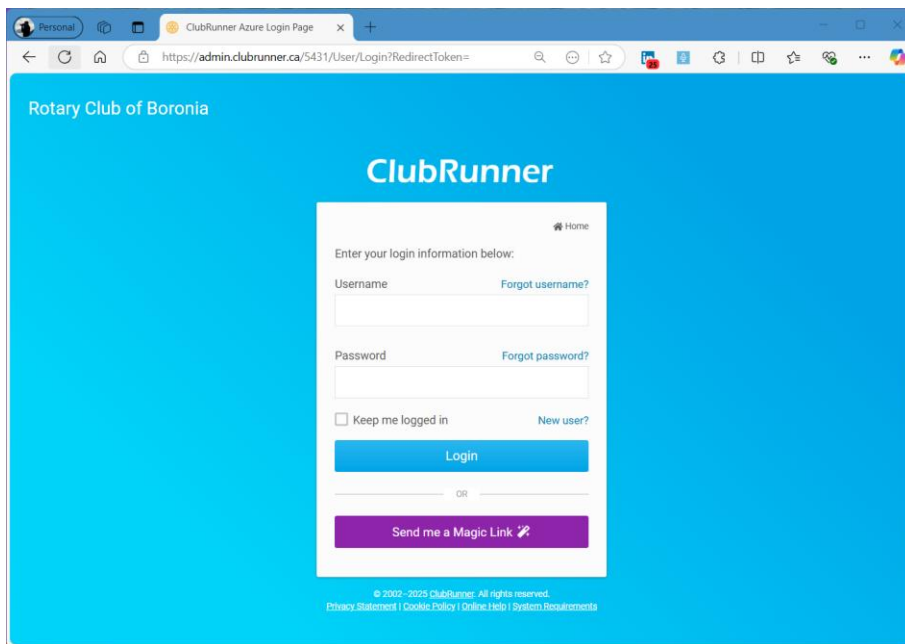 Personal
ClubRunner Azure Login Page
https://admin.clubrunner.ca/5431/User/Login?RedirectToken=
25
Rotary Club of Boronia
ClubRunner
Home
Enter your login information below:
Username Forgot username?
Password Forgot password?
Keep me logged in New user?
Login
OR
Send me a Magic Link
© 2002–2025 ClubRunner. All rights reserved.
Privacy Statement | Cookie Policy | Online Help | System Requirements